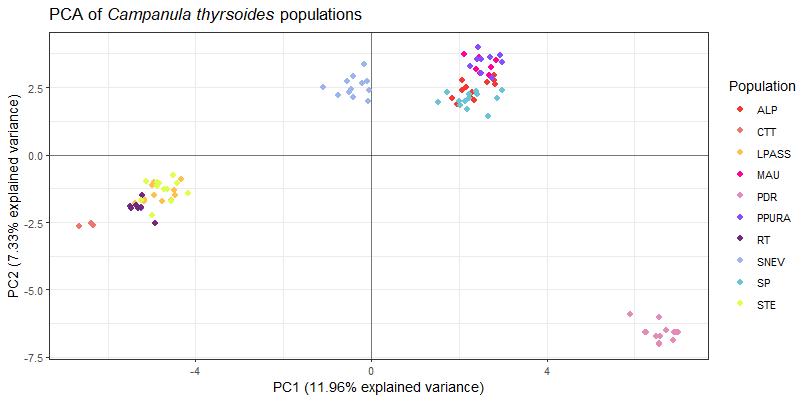 PCA of Campanula thyrsoides populations
PC2 (7.33% explained variance)
2.5
0.0
-2.5
-5.0
-7.5
-4
0
4
PC1 (11.96% explained variance)
Population
ALP
CTT
LPASS
MAU
PDR
PPURA
RT
SNEV
SP
STE